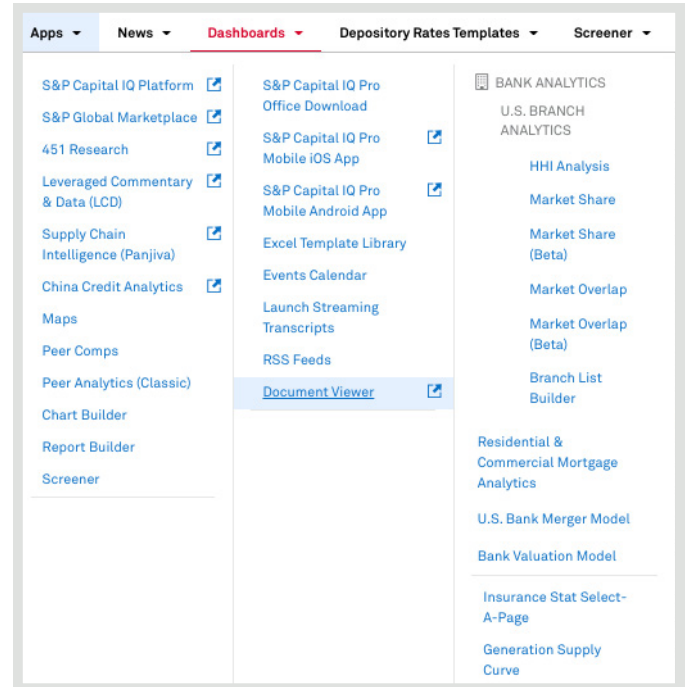 Apps News Dashboards Depository Rates Templates Screener
S&P Capital IQ Platform
S&P Global Marketplace
451 Research
Leveraged Commentary
& Data (LCD)
Supply Chain
Intelligence (Panjiva)
China Credit Analytics
Maps
Peer Comps
Peer Analytics (Classic)
Chart Builder
Report Builder
Screener
S&P Capital IQ Pro
Office Download
S&P Capital IQ Pro
Mobile iOS App
S&P Capital IQ Pro
Mobile Android App
Excel Template Library
Events Calendar
Launch Streaming
Transcripts
RSS Feeds
Document Viewer
BANK ANALYTICS
U.S. BRANCH
ANALYTICS
HHI Analysis
Market Share
Market Share
(Beta)
Market Overlap
Market Overlap
(Beta)
Branch List
Builder
Residential &
Commercial Mortgage
Analytics
U.S. Bank Merger Model
Bank Valuation Model
Insurance Stat Select-
A-Page
Generation Supply
Curve